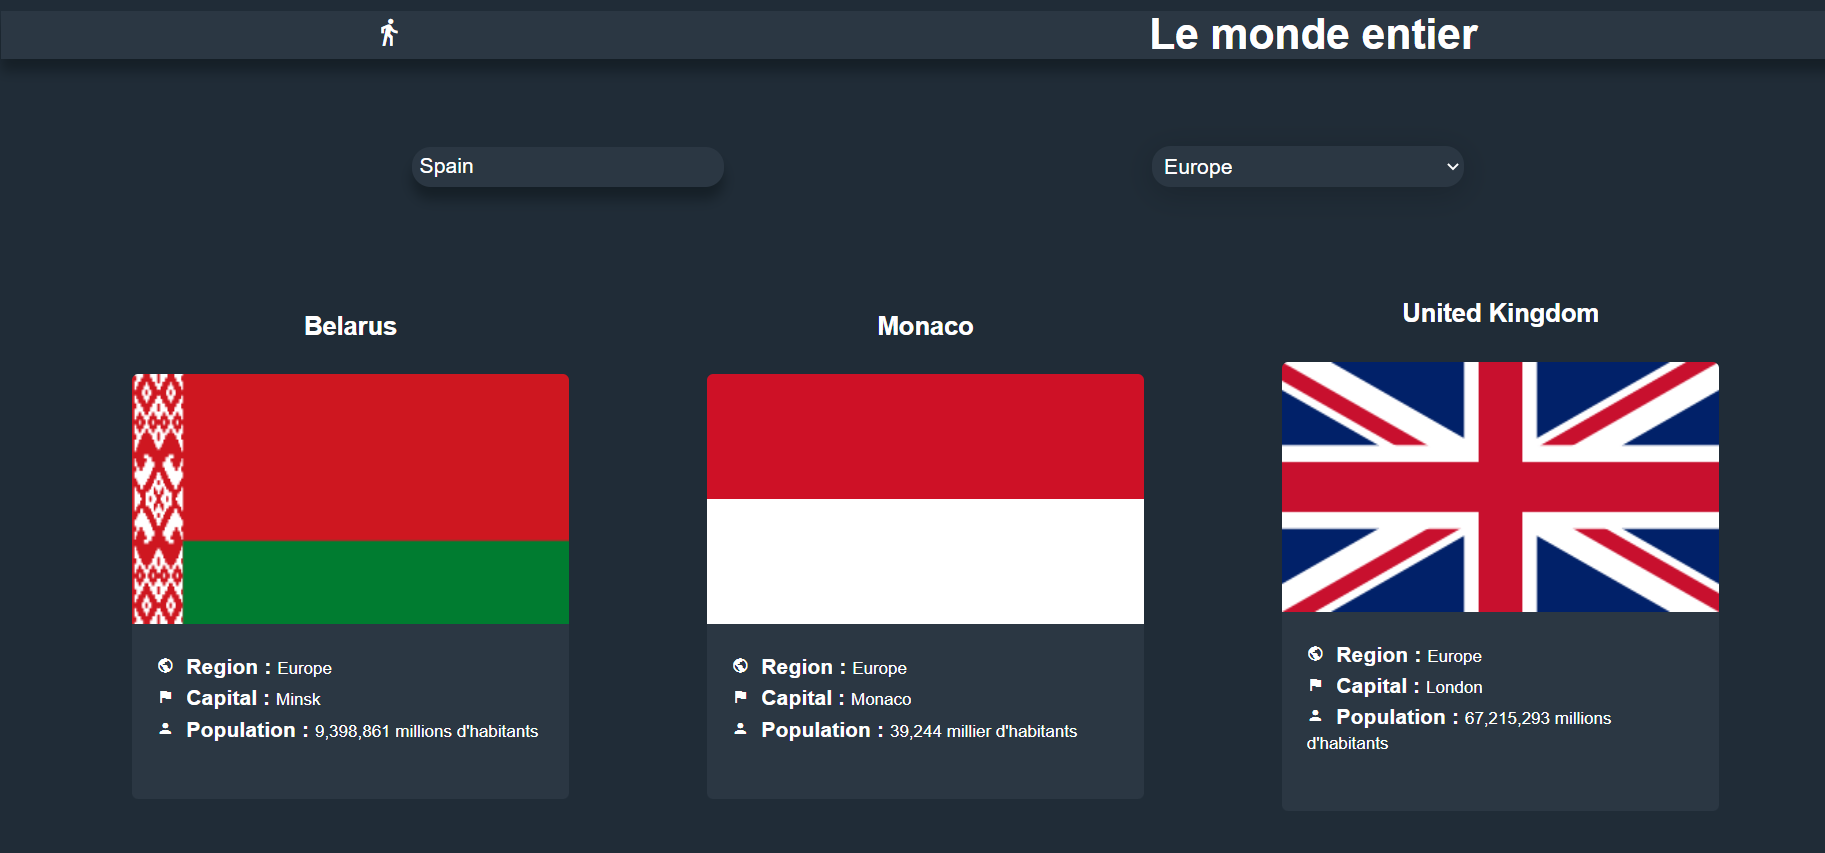 Le monde entier
Spain
Europe
Belarus
Region : Europe
Capital : Minsk
Population : 9,398,861 millions d'habitants
Monaco
Region : Europe
Capital : Monaco
Population : 39,244 millier d'habitants
United Kingdom
Region : Europe
Capital : London
Population : 67,215,293 millions
d'habitants